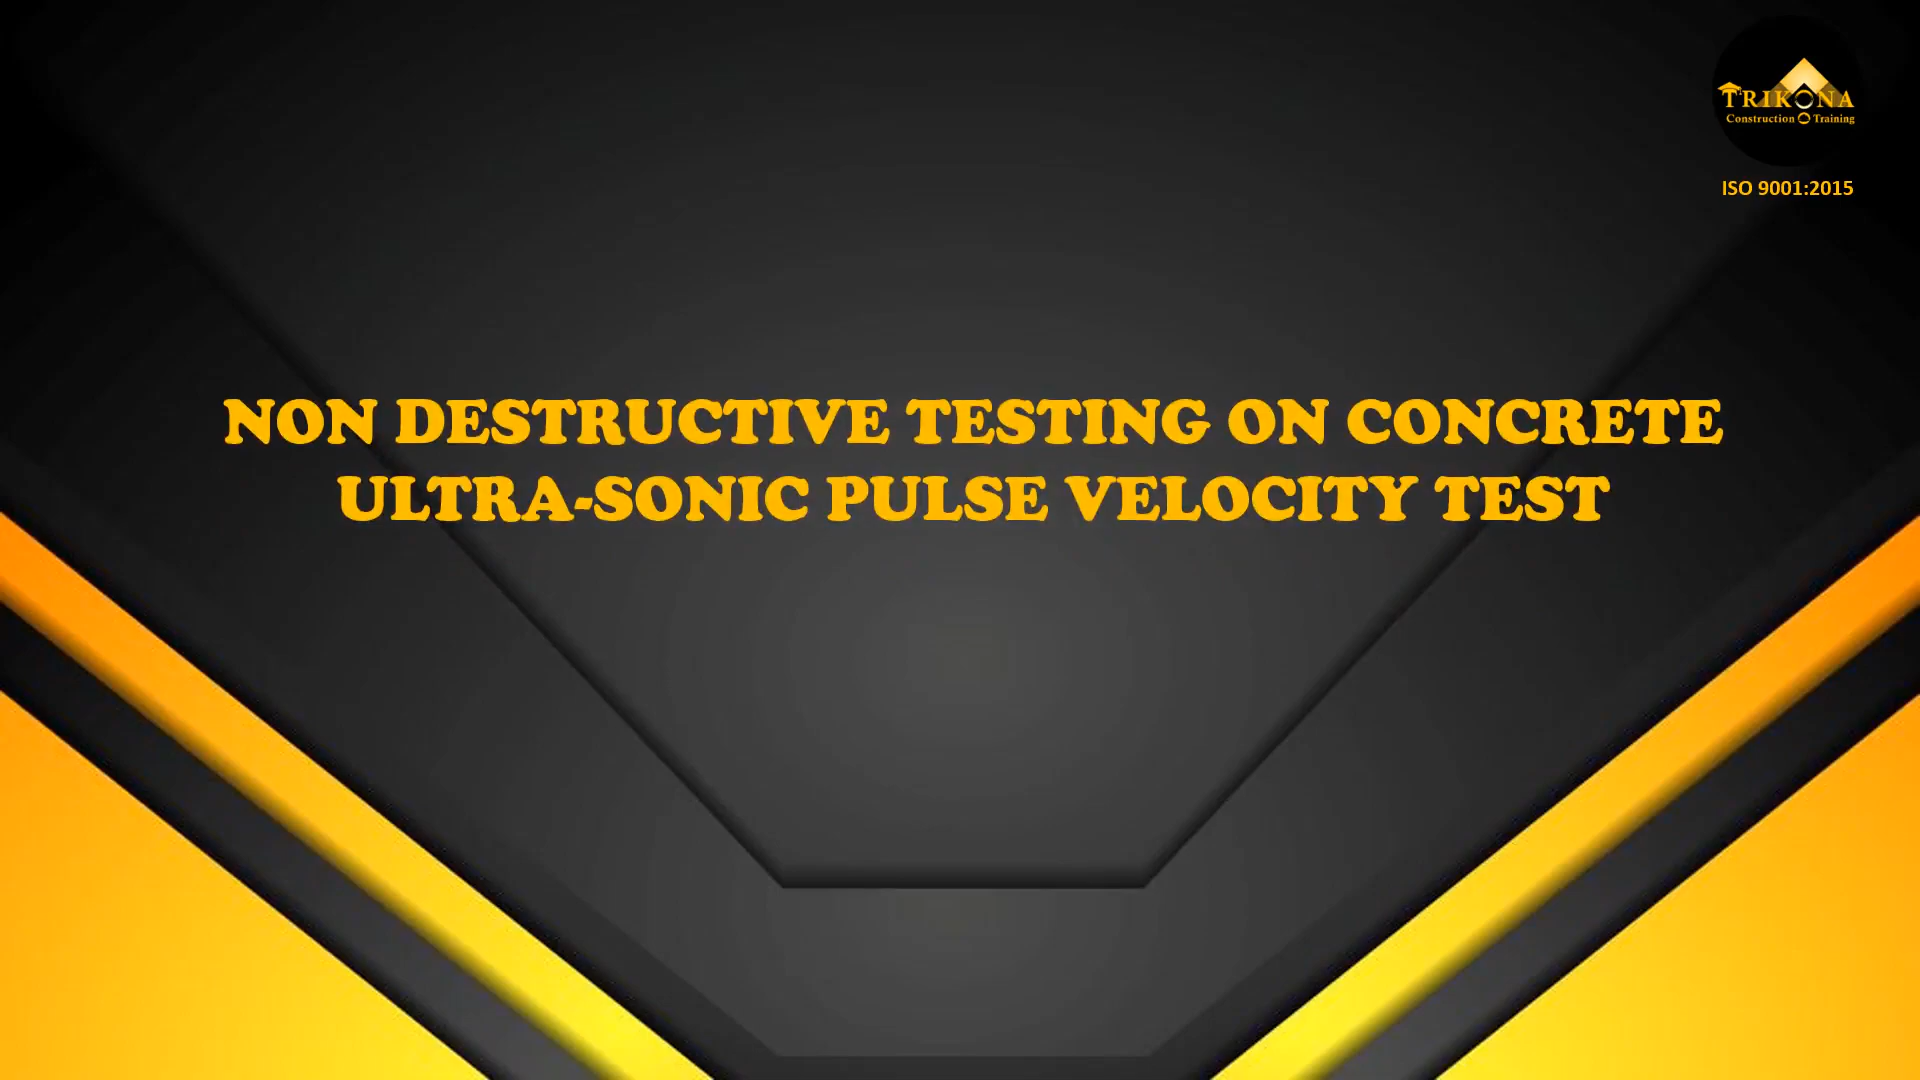 TRIKONA
Construction Training
ISO 9001:2015
NON DESTRUCTIVE TESTING ON CONCRETE
ULTRA-SONIC PULSE VELOCITY TEST